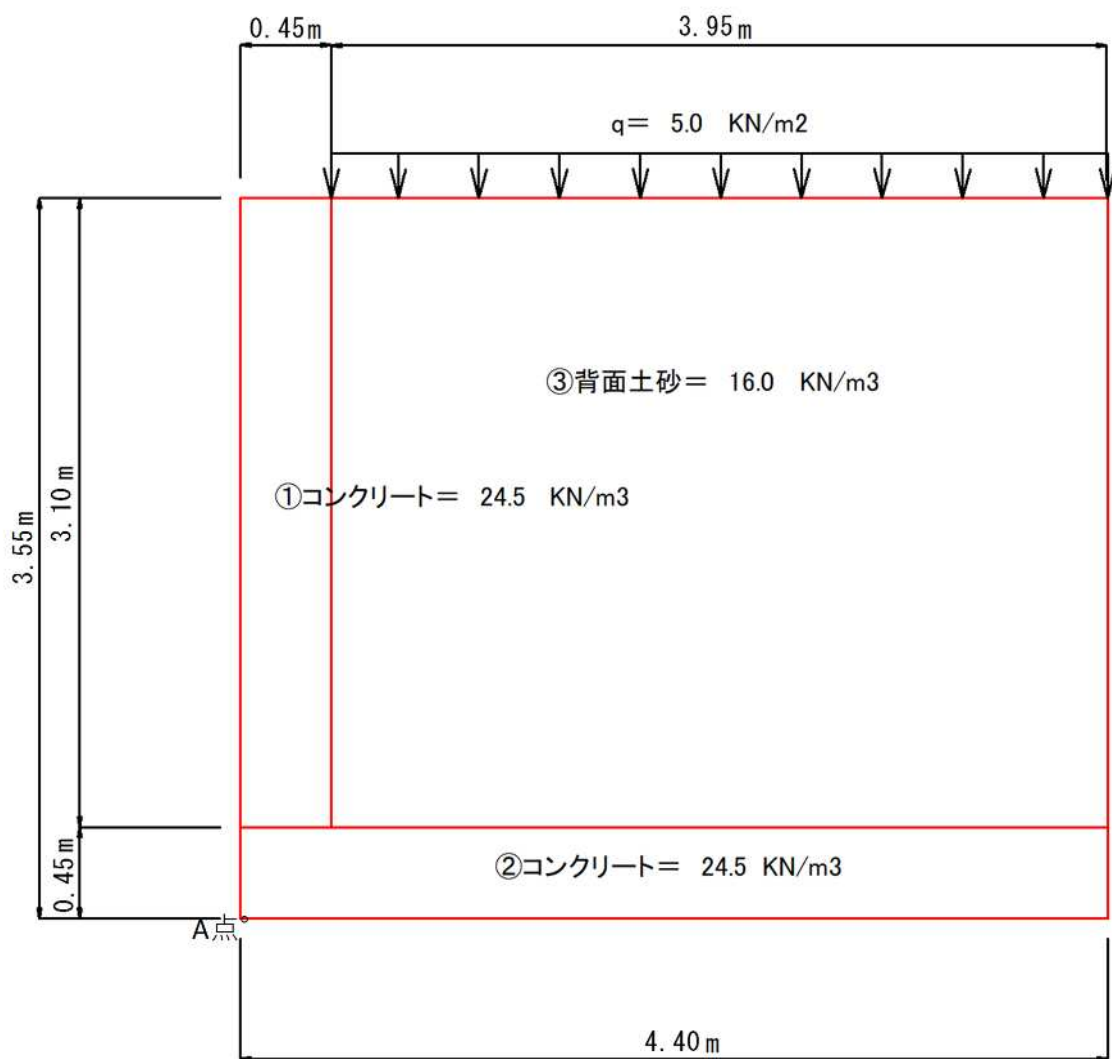 0.45m
3.95m
q＝ 5.0 KN/m2
③背面土砂＝ 16.0 KN/m3
①コンクリート＝ 24.5 KN/m3
3.10m
3.55m
②コンクリート＝ 24.5 KN/m3
0.45m
A点
4.40m